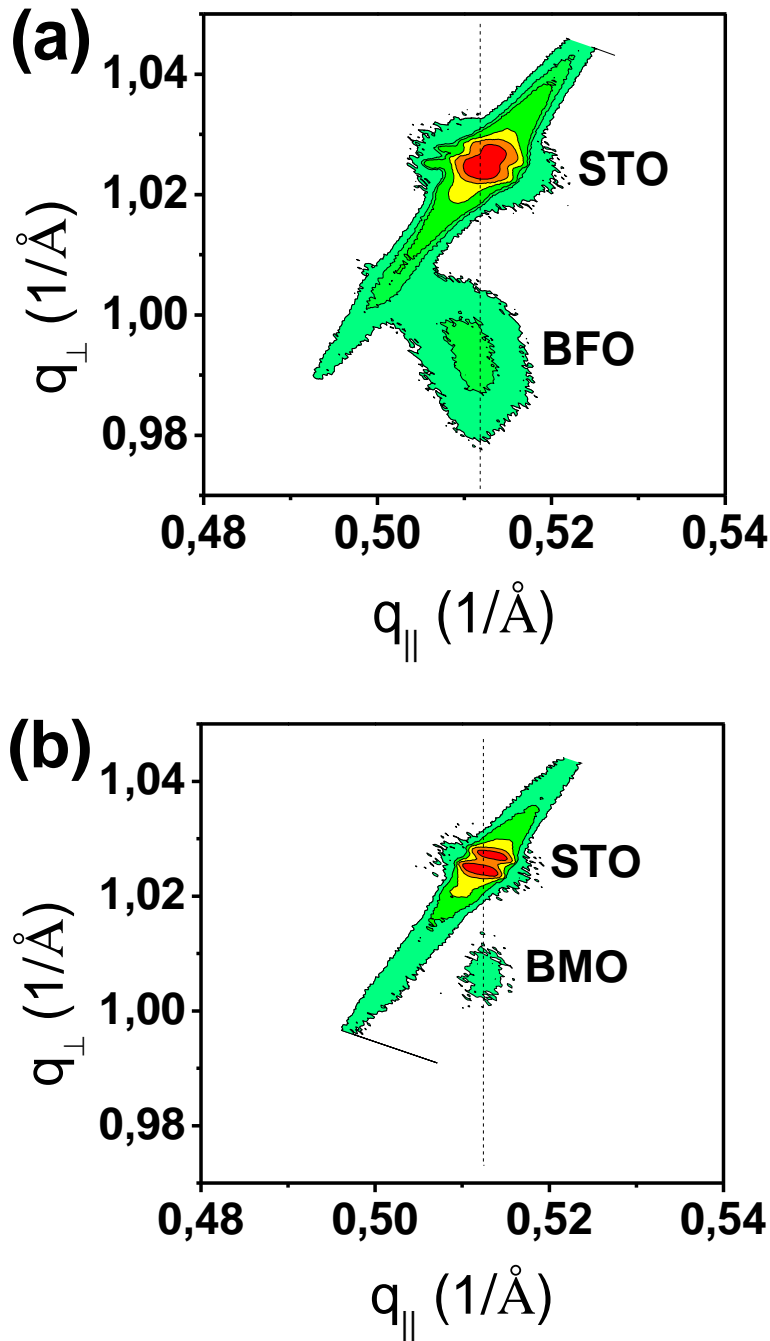 (a)
1,04
1,02
1,00
0,98
STO
BFO
q⊥ (1/Å)
0,48 0,50 0,52 0,54
q|| (1/Å)
(b)
1,04
1,02
1,00
0,98
STO
BMO
q⊥ (1/Å)
0,48 0,50 0,52 0,54
q|| (1/Å)